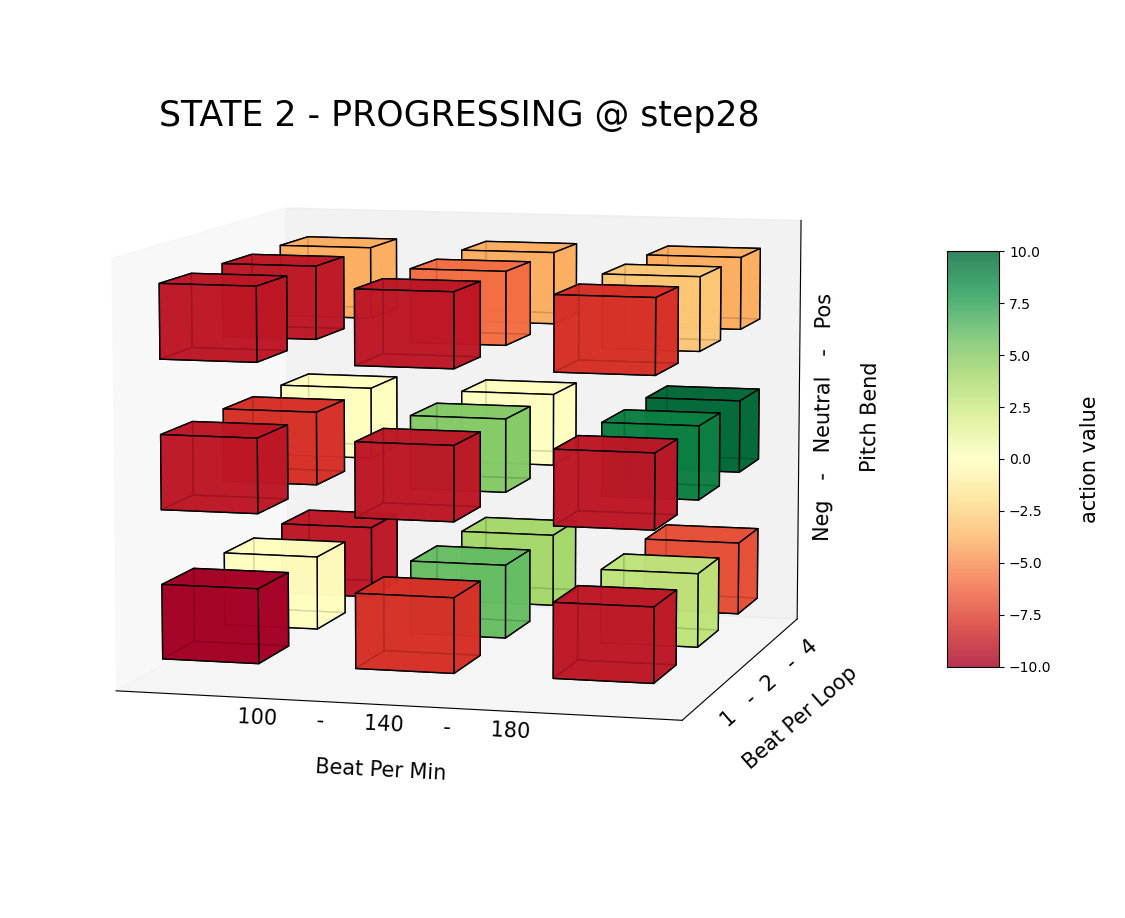 STATE 2 - PROGRESSING @ step28
Neg - Neutral - Pos
Pitch Bend
100 - 140 - 180
Beat Per Min
1 - 2 - 4
Beat Per Loop
10.0
7.5
5.0
2.5
0.0
−2.5
−5.0
−7.5
−10.0
action value